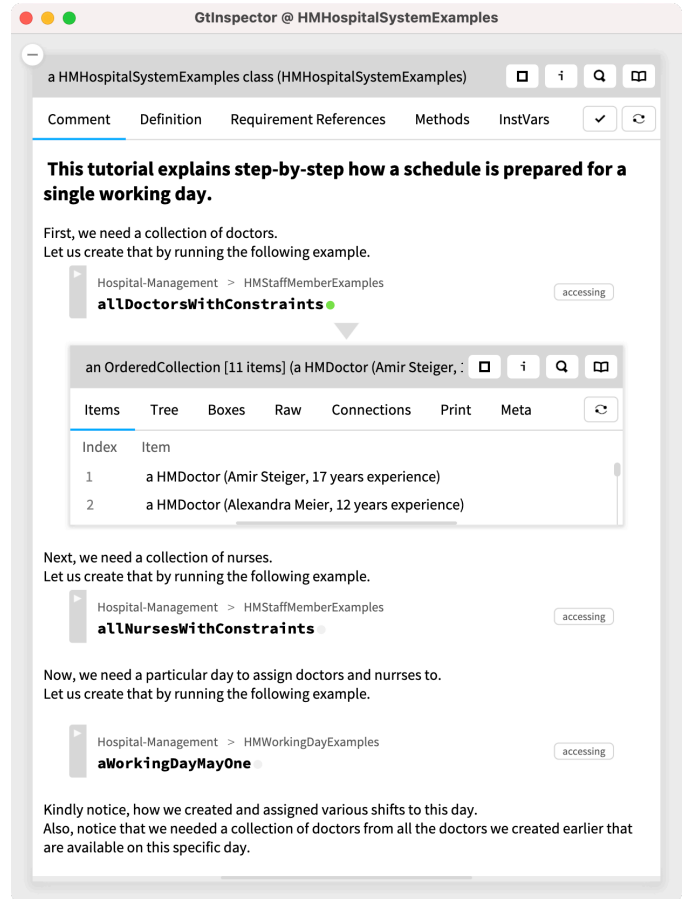 GtInspector @ HMHospitalSystemExamples
a HMHospitalSystemExamples class (HMHospitalSystemExamples)
i
Comment Definition Requirement References Methods InstVars
This tutorial explains step-by-step how a schedule is prepared for a
single working day.
First, we need a collection of doctors.
Let us create that by running the following example.
Hospital-Management > HMStaffMemberExamples
allDoctorsWithConstraints
accessing
an OrderedCollection [11 items] (a HMDoctor (Amir Steiger, :
i
Items Tree Boxes Raw Connections Print Meta
Index Item
1 a HMDoctor (Amir Steiger, 17 years experience)
2 a HMDoctor (Alexandra Meier, 12 years experience)
Next, we need a collection of nurses.
Let us create that by running the following example.
Hospital-Management > HMStaffMemberExamples
allNursesWithConstraints
accessing
Now, we need a particular day to assign doctors and nurrses to.
Let us create that by running the following example.
Hospital-Management > HMWorkingDayExamples
aWorkingDayMayOne
accessing
Kindly notice, how we created and assigned various shifts to this day.
Also, notice that we needed a collection of doctors from all the doctors we created earlier that
are available on this specific day.